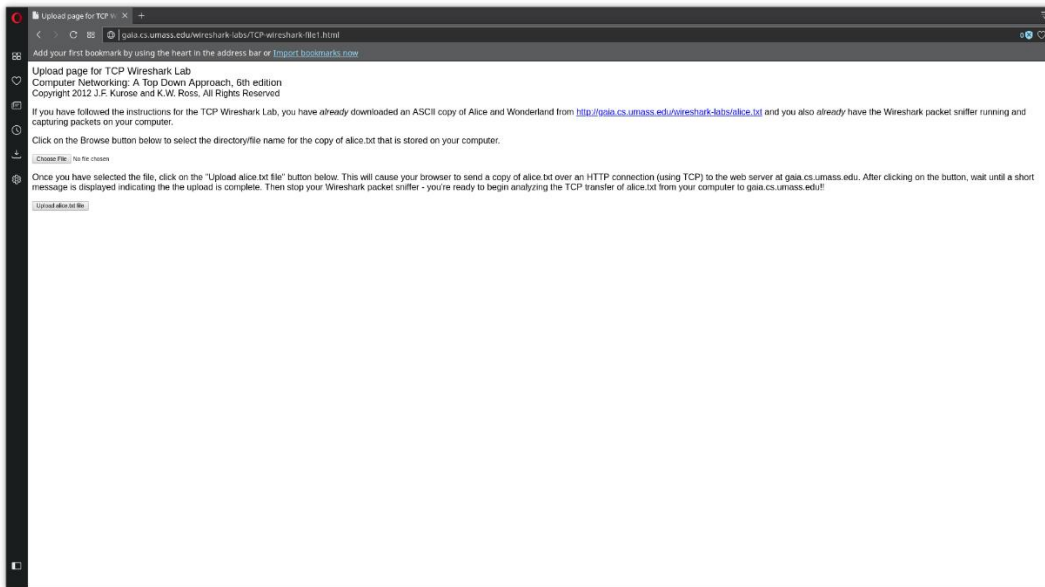 Upload page for TCP W
gaia.cs.umass.edu/wireshark-labs/TCP-wireshark-file1.html
Add your first bookmark by using the heart in the address bar or Import bookmarks now
Upload page for TCP Wireshark Lab
Computer Networking: A Top Down Approach, 6th edition
Copyright 2012 J.F. Kurose and K.W. Ross, All Rights Reserved
If you have followed the instructions for the TCP Wireshark Lab, you have already downloaded an ASCII copy of Alice and Wonderland from http://gaia.cs.umass.edu/wireshark-labs/alice.txt and you also already have the Wireshark packet sniffer running and
capturing packets on your computer.
Click on the Browse button below to select the directory/file name for the copy of alice.txt that is stored on your computer.
Choose File No file chosen
Once you have selected the file, click on the "Upload alice.txt file" button below. This will cause your browser to send a copy of alice.txt over an HTTP connection (using TCP) to the web server at gaia.cs.umass.edu. After clicking on the button, wait until a short
message is displayed indicating the the upload is complete. Then stop your Wireshark packet sniffer - you're ready to begin analyzing the TCP transfer of alice.txt from your computer to gaia.cs.umass.edu!!
Upload alice.txt file